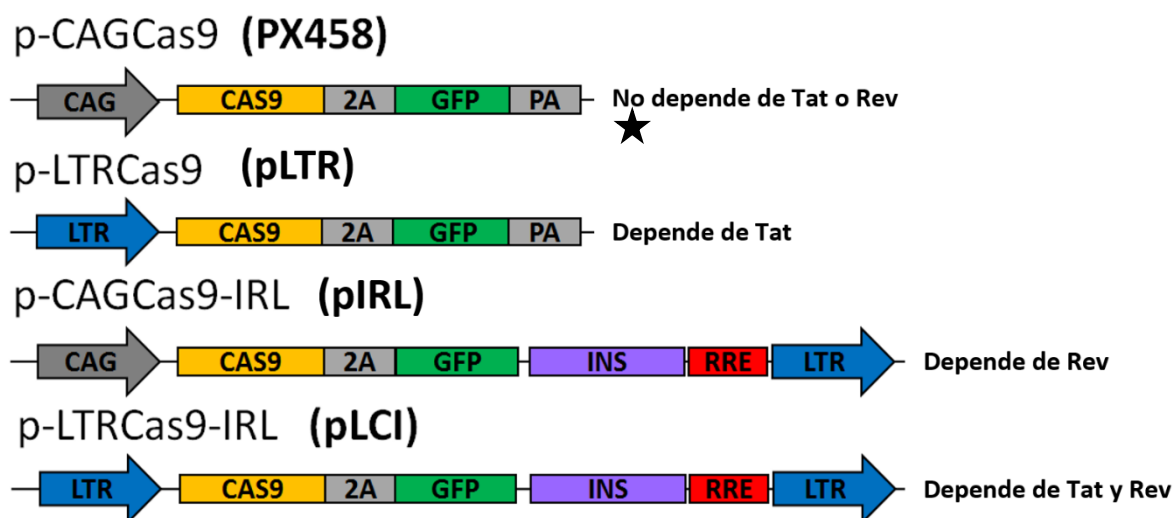 p-CAGCas9 (PX458)
CAG CAS9 2A GFP PA No depende de Tat o Rev
p-LTRCas9 (pLTR)
LTR CAS9 2A GFP PA Depende de Tat
p-CAGCas9-IRL (pIRL)
CAG CAS9 2A GFP INS RRE LTR Depende de Rev
p-LTRCas9-IRL (pLCI)
LTR CAS9 2A GFP INS RRE LTR Depende de Tat y Rev